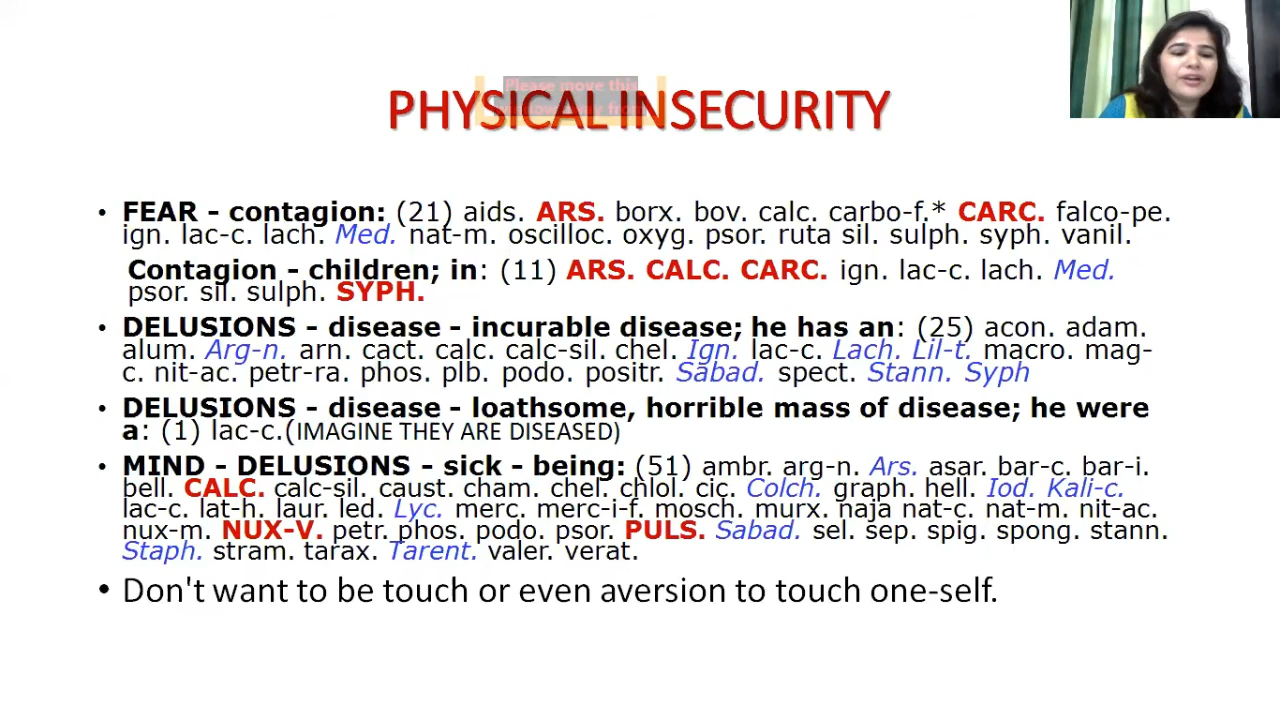 Please move this
PHYSICAL INSECURITY
• FEAR - contagion: (21) aids. ARS. borx. bov. calc. carbo-f.* CARC. falco-pe.
ign. lac-c. lach. Med. nat-m. oscilloc. oxyg. psor. ruta sil. sulph. syph. vanil.
Contagion - children; in: (11) ARS. CALC. CARC. ign. lac-c. lach. Med.
psor. sil. sulph. SYPH.
• DELUSIONS - disease - incurable disease; he has an: (25) acon. adam.
alum. Arg-n. arn. cact. calc. calc-sil. chel. Ign. lac-c. Lach. Lil-t. macro. mag-
c. nit-ac. petr-ra. phos. plb. podo. positr. Sabad. spect. Stann. Syph
• DELUSIONS - disease - loathsome, horrible mass of disease; he were
a: (1) lac-c.(IMAGINE THEY ARE DISEASED)
• MIND - DELUSIONS - sick - being: (51) ambr. arg-n. Ars. asar. bar-c. bar-i.
bell. CALC. calc-sil. caust. cham. chel. chlol. cic. Colch. graph. hell. Iod. Kali-c.
lac-c. lat-h. laur. led. Lyc. merc. merc-i-f. mosch. murx. naja nat-c. nat-m. nit-ac.
nux-m. NUX-V. petr. phos. podo. psor. PULS. Sabad. sel. sep. spig. spong. stann.
Staph. stram. tarax. Tarent. valer. verat.
• Don't want to be touch or even aversion to touch one-self.